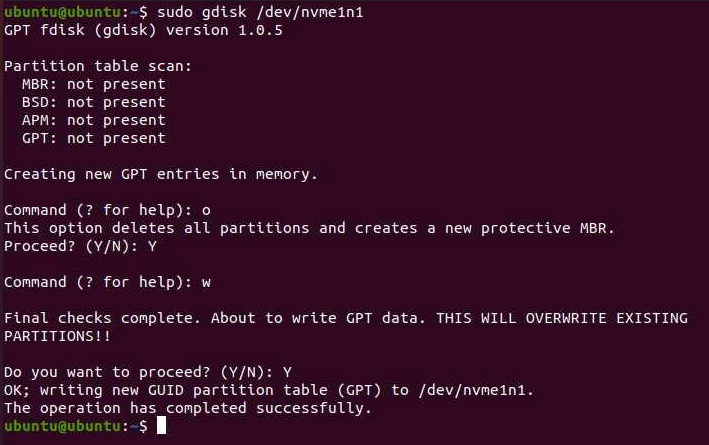 ubuntu@ubuntu:~$ sudo gdisk /dev/nvme1n1
GPT fdisk (gdisk) version 1.0.5
Partition table scan:
MBR: not present
BSD: not present
APM: not present
GPT: not present
Creating new GPT entries in memory.
Command (? for help): o
This option deletes all partitions and creates a new protective MBR.
Proceed? (Y/N): Y
Command (? for help): w
Final checks complete. About to write GPT data. THIS WILL OVERWRITE EXISTING
PARTITIONS!!
Do you want to proceed? (Y/N): Y
OK; writing new GUID partition table (GPT) to /dev/nvme1n1.
The operation has completed successfully.
ubuntu@ubuntu:~$